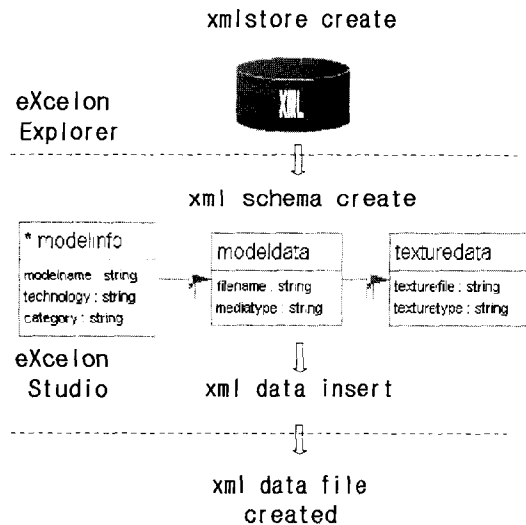 xmlstore create
XML
eXcelon
Explorer
xml schema create
* modelinfo
modelname : string
technology : string
category : string
modeldata
filename : string
mediatype : string
texturedata
texturefile : string
texturetype : string
eXcelon
Studio
xml data insert
xml data file
created